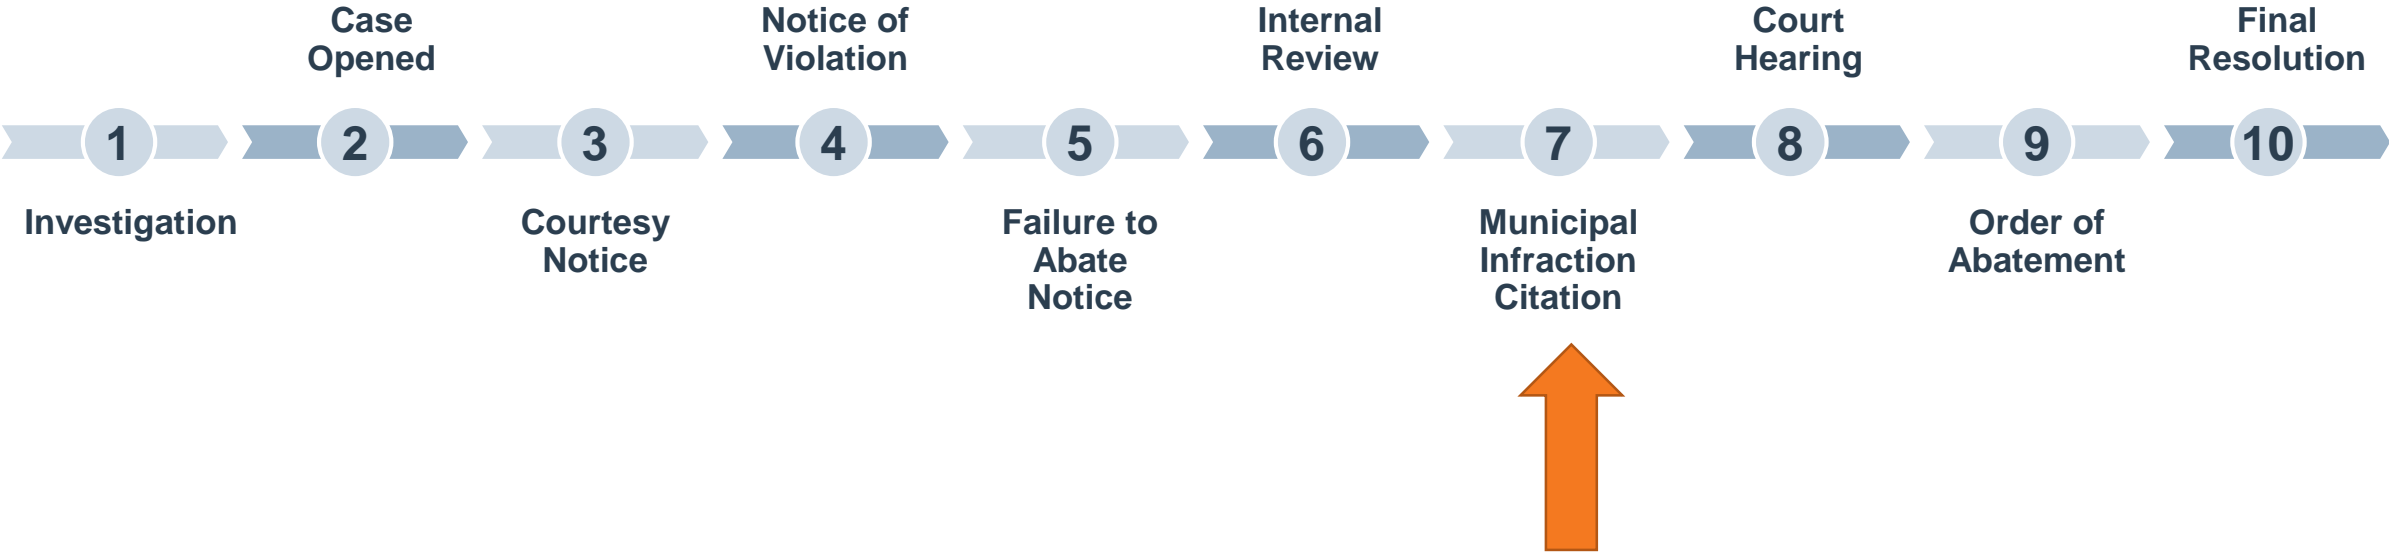 1
Investigation
Case
Opened
2
3
Courtesy
Notice
Notice of
Violation
4
5
Failure to
Abate
Notice
Internal
Review
6
7
Municipal
Infraction
Citation
Court
Hearing
8
9
Order of
Abatement
Final
Resolution
10